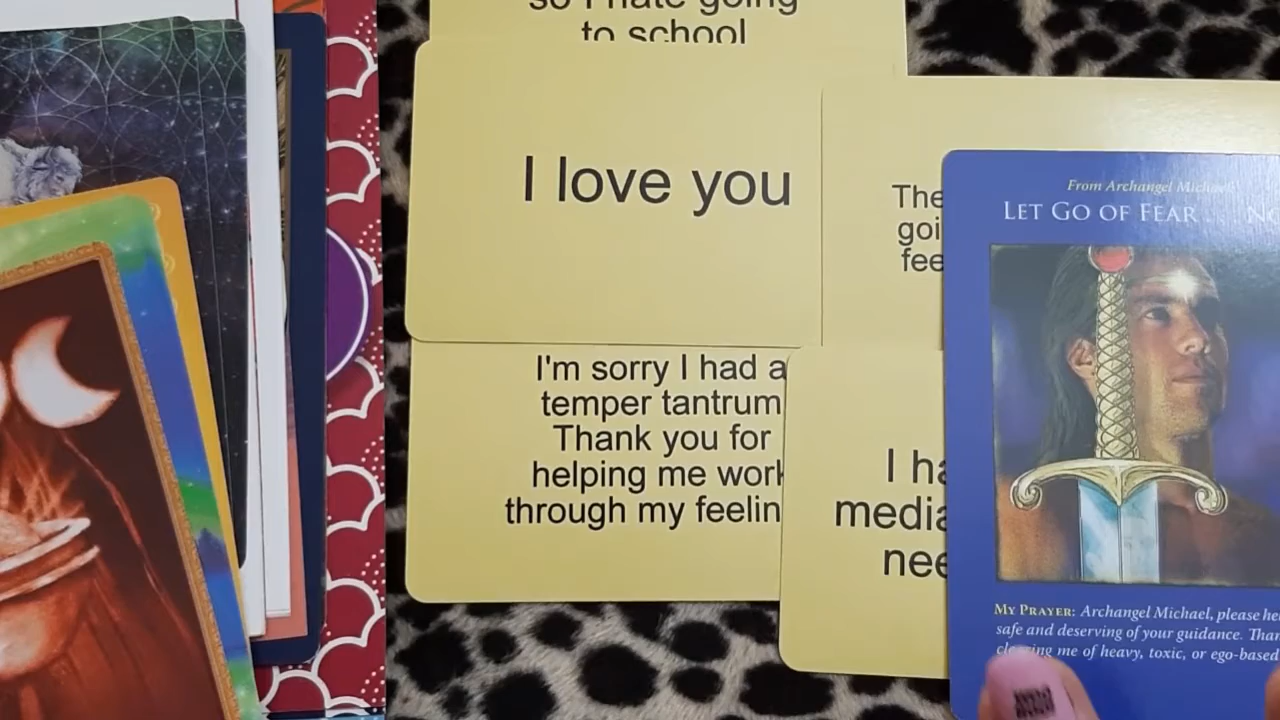 so I hate going
to school
I love you
The
goi
fee
I'm sorry I had a
temper tantrum
Thank you for
helping me work
through my feelin
I ha
media
nee
From Archangel Michael
LET GO OF FEAR . . . No
MY PRAYER: Archangel Michael, please he
safe and deserving of your guidance. Than
clearing me of heavy, toxic, or ego-based